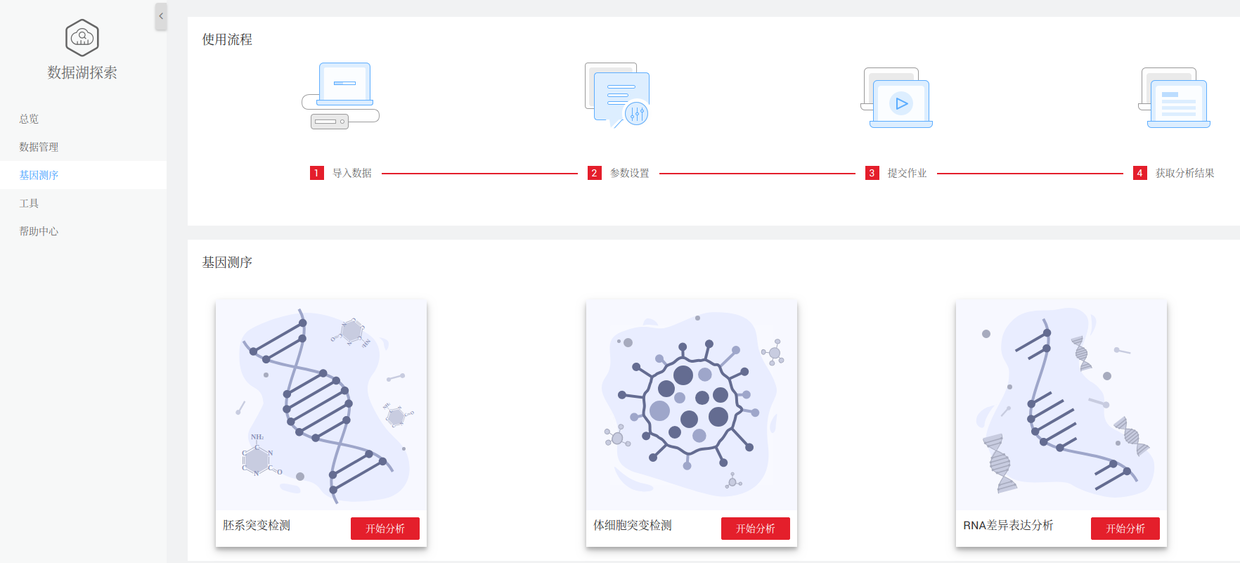 数据湖探索
总览
数据管理
基因测序
工具
帮助中心
使用流程
1 导入数据
2 参数设置
3 提交作业
4 获取分析结果
基因测序
NH₂
C
C N
C C
N O
胚系突变检测 开始分析
体细胞突变检测 开始分析
RNA差异表达分析 开始分析